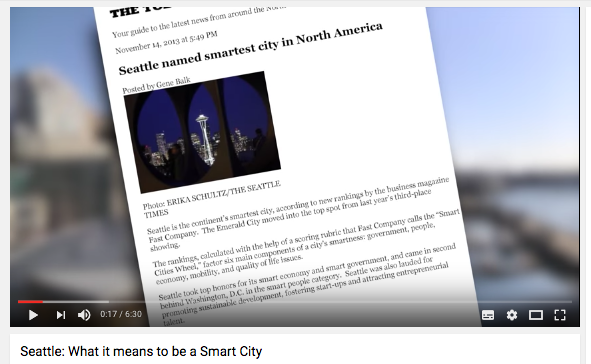 Your guide to the latest news from around the
November 14, 2013 at 5:49 PM
Seattle named smartest city in North America
Posted by Gene Balk
Photo: ERIKA SCHULTZ/THE SEATTLE
TIMES
Seattle is the continent's smartest city, according to new rankings by the business magazine
Fast Company. The Emerald City moved into the top spot from last year's third-place
showing.
The rankings, calculated with the help of a scoring rubric that Fast Company calls the "Smart
Cities Wheel," factor six main components of a city's smartness: government, people,
economy, mobility, and quality of life issues.
Seattle took top honors for its smart economy and smart government, and came in second
behind Washington, D.C. in the smart people category. Seattle was also lauded for
promoting sustainable development, fostering start-ups and attracting entrepreneurial
talent.
0:17 / 6:30
Seattle: What it means to be a Smart City